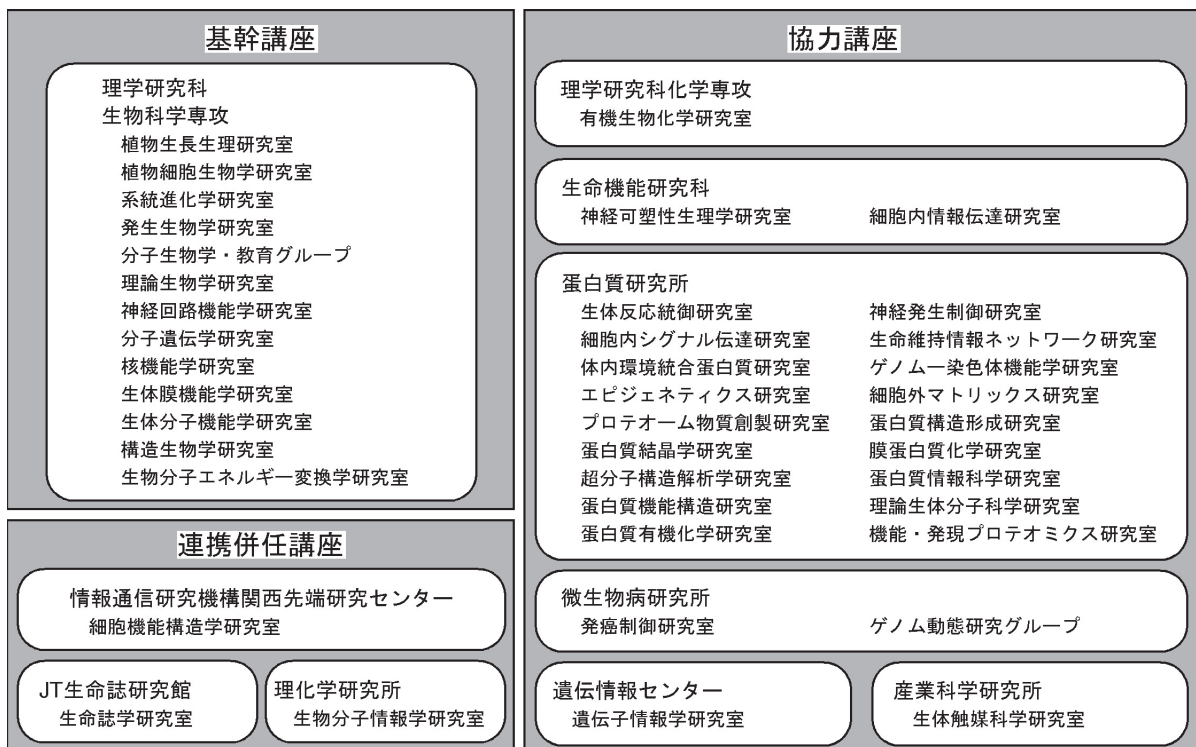 基幹講座
理学研究科
生物科学専攻
植物生長生理研究室
植物細胞生物学研究室
系統進化学研究室
発生生物学研究室
分子生物学・教育グループ
理論生物学研究室
神経回路機能学研究室
分子遺伝学研究室
核機能学研究室
生体膜機能学研究室
生体分子機能学研究室
構造生物学研究室
生物分子エネルギー変換学研究室
連携併任講座
情報通信研究機構関西先端研究センター
細胞機能構造学研究室
JT生命誌研究館
生命誌学研究室
理化学研究所
生物分子情報学研究室
協力講座
理学研究科化学専攻
有機生物化学研究室
生命機能研究科
神経可塑性生理学研究室 細胞内情報伝達研究室
蛋白質研究所
生体反応統御研究室 神経発生制御研究室
細胞内シグナル伝達研究室 生命維持情報ネットワーク研究室
体内環境統合蛋白質研究室 ゲノム―染色体機能学研究室
エピジェネティクス研究室 細胞外マトリックス研究室
プロテオーム物質創製研究室 蛋白質構造形成研究室
蛋白質結晶学研究室 膜蛋白質化学研究室
超分子構造解析学研究室 蛋白質情報科学研究室
蛋白質機能構造研究室 理論生体分子科学研究室
蛋白質有機化学研究室 機能・発現プロテオミクス研究室
微生物病研究所
発癌制御研究室 ゲノム動態研究グループ
遺伝情報センター
遺伝子情報学研究室
産業科学研究所
生体触媒科学研究室